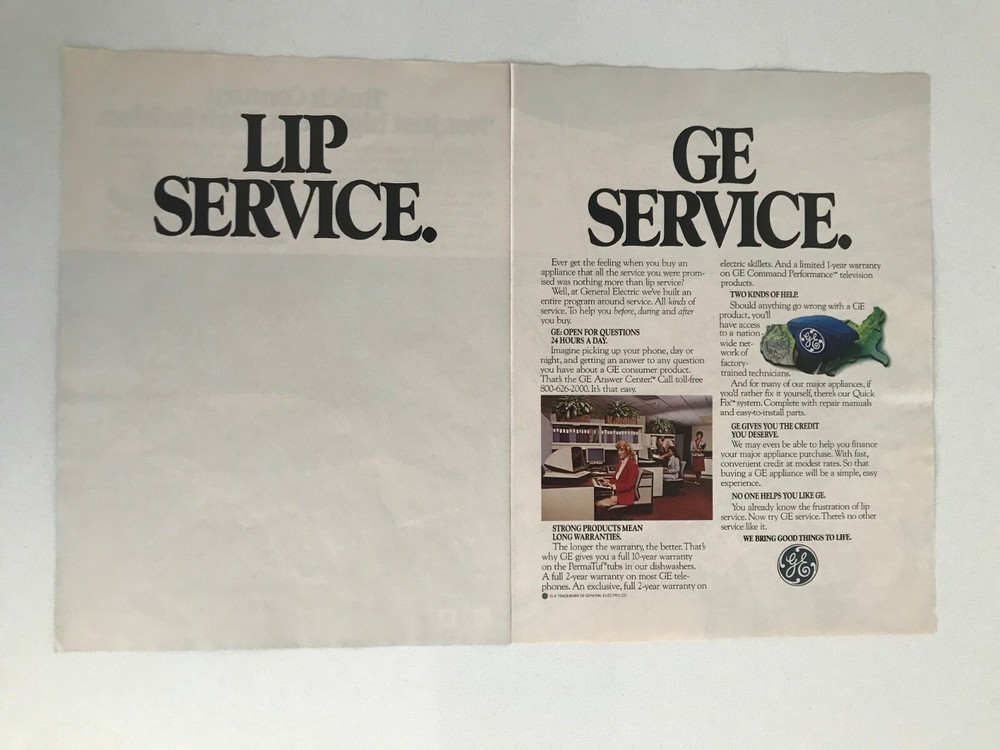 LIP
SERVICE.
GE
SERVICE.
Ever get the feeling when you buy an
appliance that all the service you were prom-
ised was nothing more than lip service?
Well, at General Electric we've built an
entire program around service. All kinds of
service. To help you before, during and after
you buy.
GE: OPEN FOR QUESTIONS
24 HOURS A DAY.
Imagine picking up your phone, day or
night, and getting an answer to any question
you have about a GE consumer product.
That's the GE Answer Center.™ Call toll-free
800-626-2000. It's that easy.
STRONG PRODUCTS MEAN
LONG WARRANTIES.
The longer the warranty, the better. That's
why GE gives you a full 10-year warranty
on the PermaTuf® tubs in our dishwashers.
A full 2-year warranty on most GE tele-
phones. An exclusive, full 2-year warranty on
IS A TRADEMARK OF GENERAL ELECTRIC CO.
electric skillets. And a limited 1-year warranty
on GE Command Performance™ television
products.
TWO KINDS OF HELP.
Should anything go wrong with a GE
product, you'll
have access
to a nation-
wide net-
work of
factory-
trained technicians.
And for many of our major appliances, if
you'd rather fix it yourself, there's our Quick
Fix™ system. Complete with repair manuals
and easy-to-install parts.
GE GIVES YOU THE CREDIT
YOU DESERVE.
We may even be able to help you finance
your major appliance purchase. With fast,
convenient credit at modest rates. So that
buying a GE appliance will be a simple, easy
experience.
NO ONE HELPS YOU LIKE GE.
You already know the frustration of lip
service. Now try GE service. There's no other
service like it.
WE BRING GOOD THINGS TO LIFE.
GE